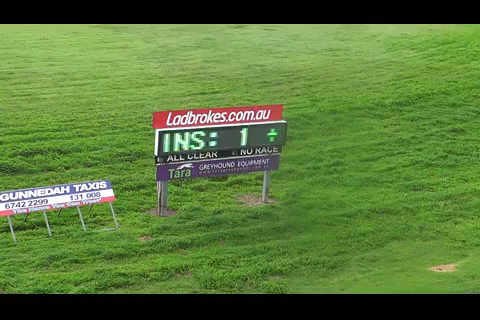 Ladbrokes.com.au
INS: 1 +
ALL CLEAR NO RACE
Tara GREYHOUND EQUIPMENT
GUNNEDAH TAXIS
6742 2299 131 008